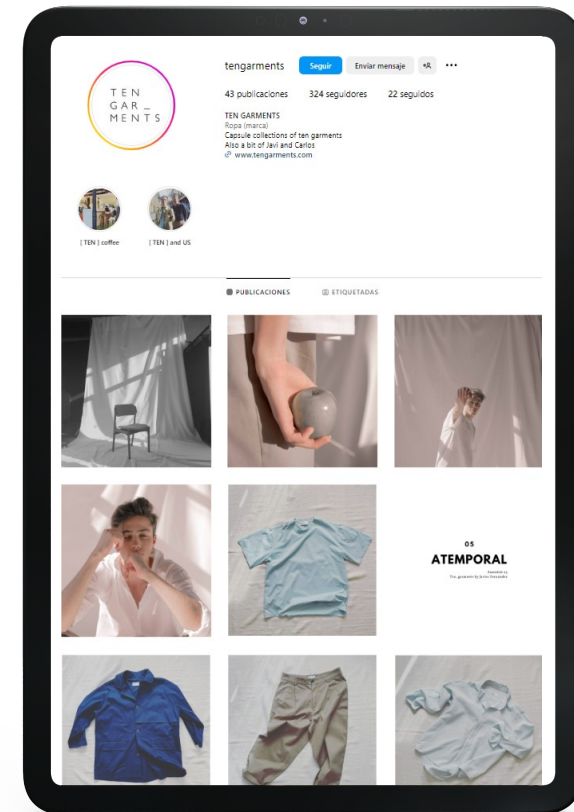 TEN
GAR_
MENTS
tengarments Seguir Enviar mensaje
43 publicaciones 324 seguidores 22 seguidos
TEN GARMENTS
Ropa (marca)
Capsule collections of ten garments
Also a bit of Javi and Carlos
www.tengarments.com
[ TEN ] coffee [ TEN ] and US
PUBLICACIONES ETIQUETADAS
05
ATEMPORAL